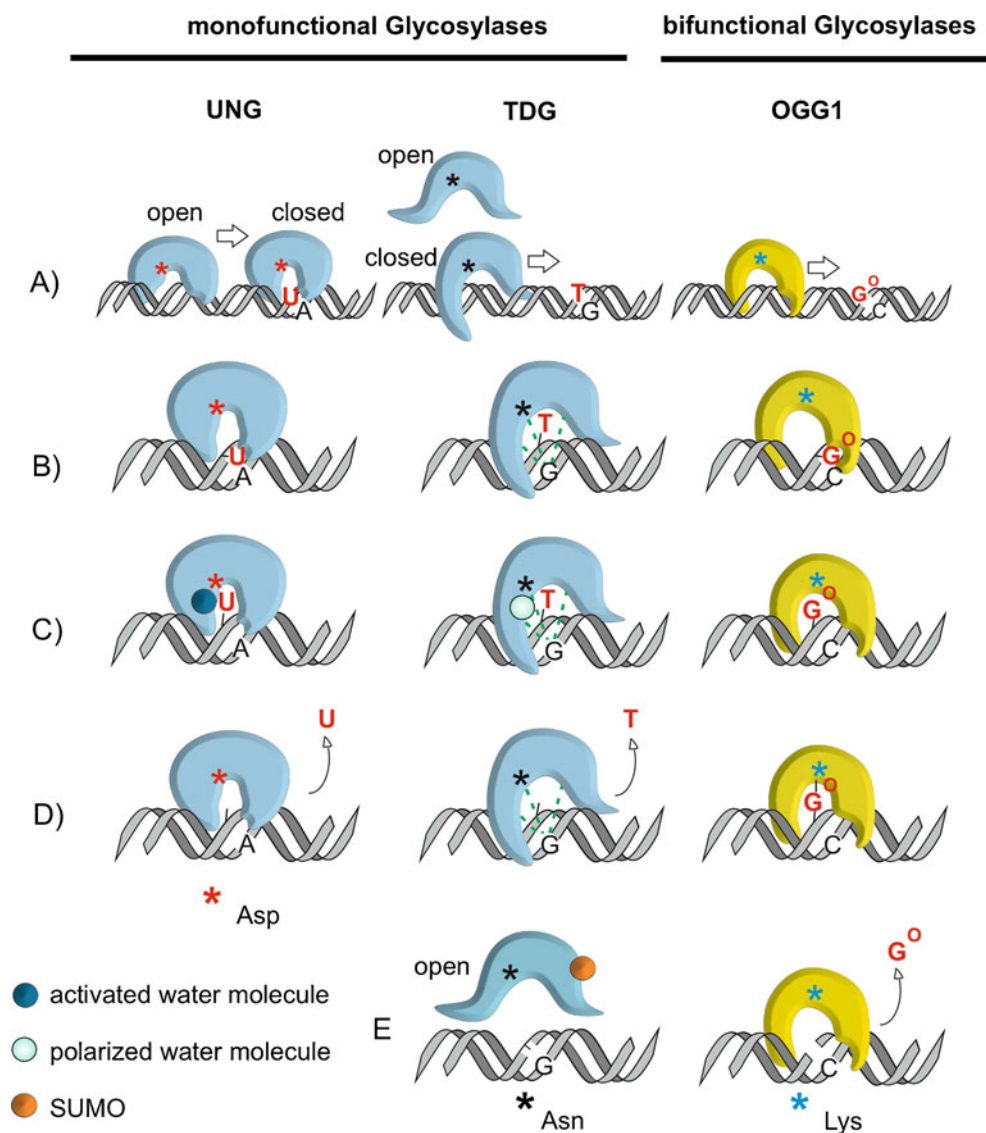 monofunctional Glycosylases
bifunctional Glycosylases
UNG
TDG
OGG1
open
open
closed
closed
A)
*
*
*
*
*
U
A
T
G
G^O
C
B)
*
*
*
U
A
T
G
G^O
C
C)
*
*
*
U
A
T
G
G^O
C
U
T
D)
*
*
*
A
G
G^O
C
* Asp
E
open
*
*
G^O
G
C
activated water molecule
polarized water molecule
SUMO
* Asn
* Lys